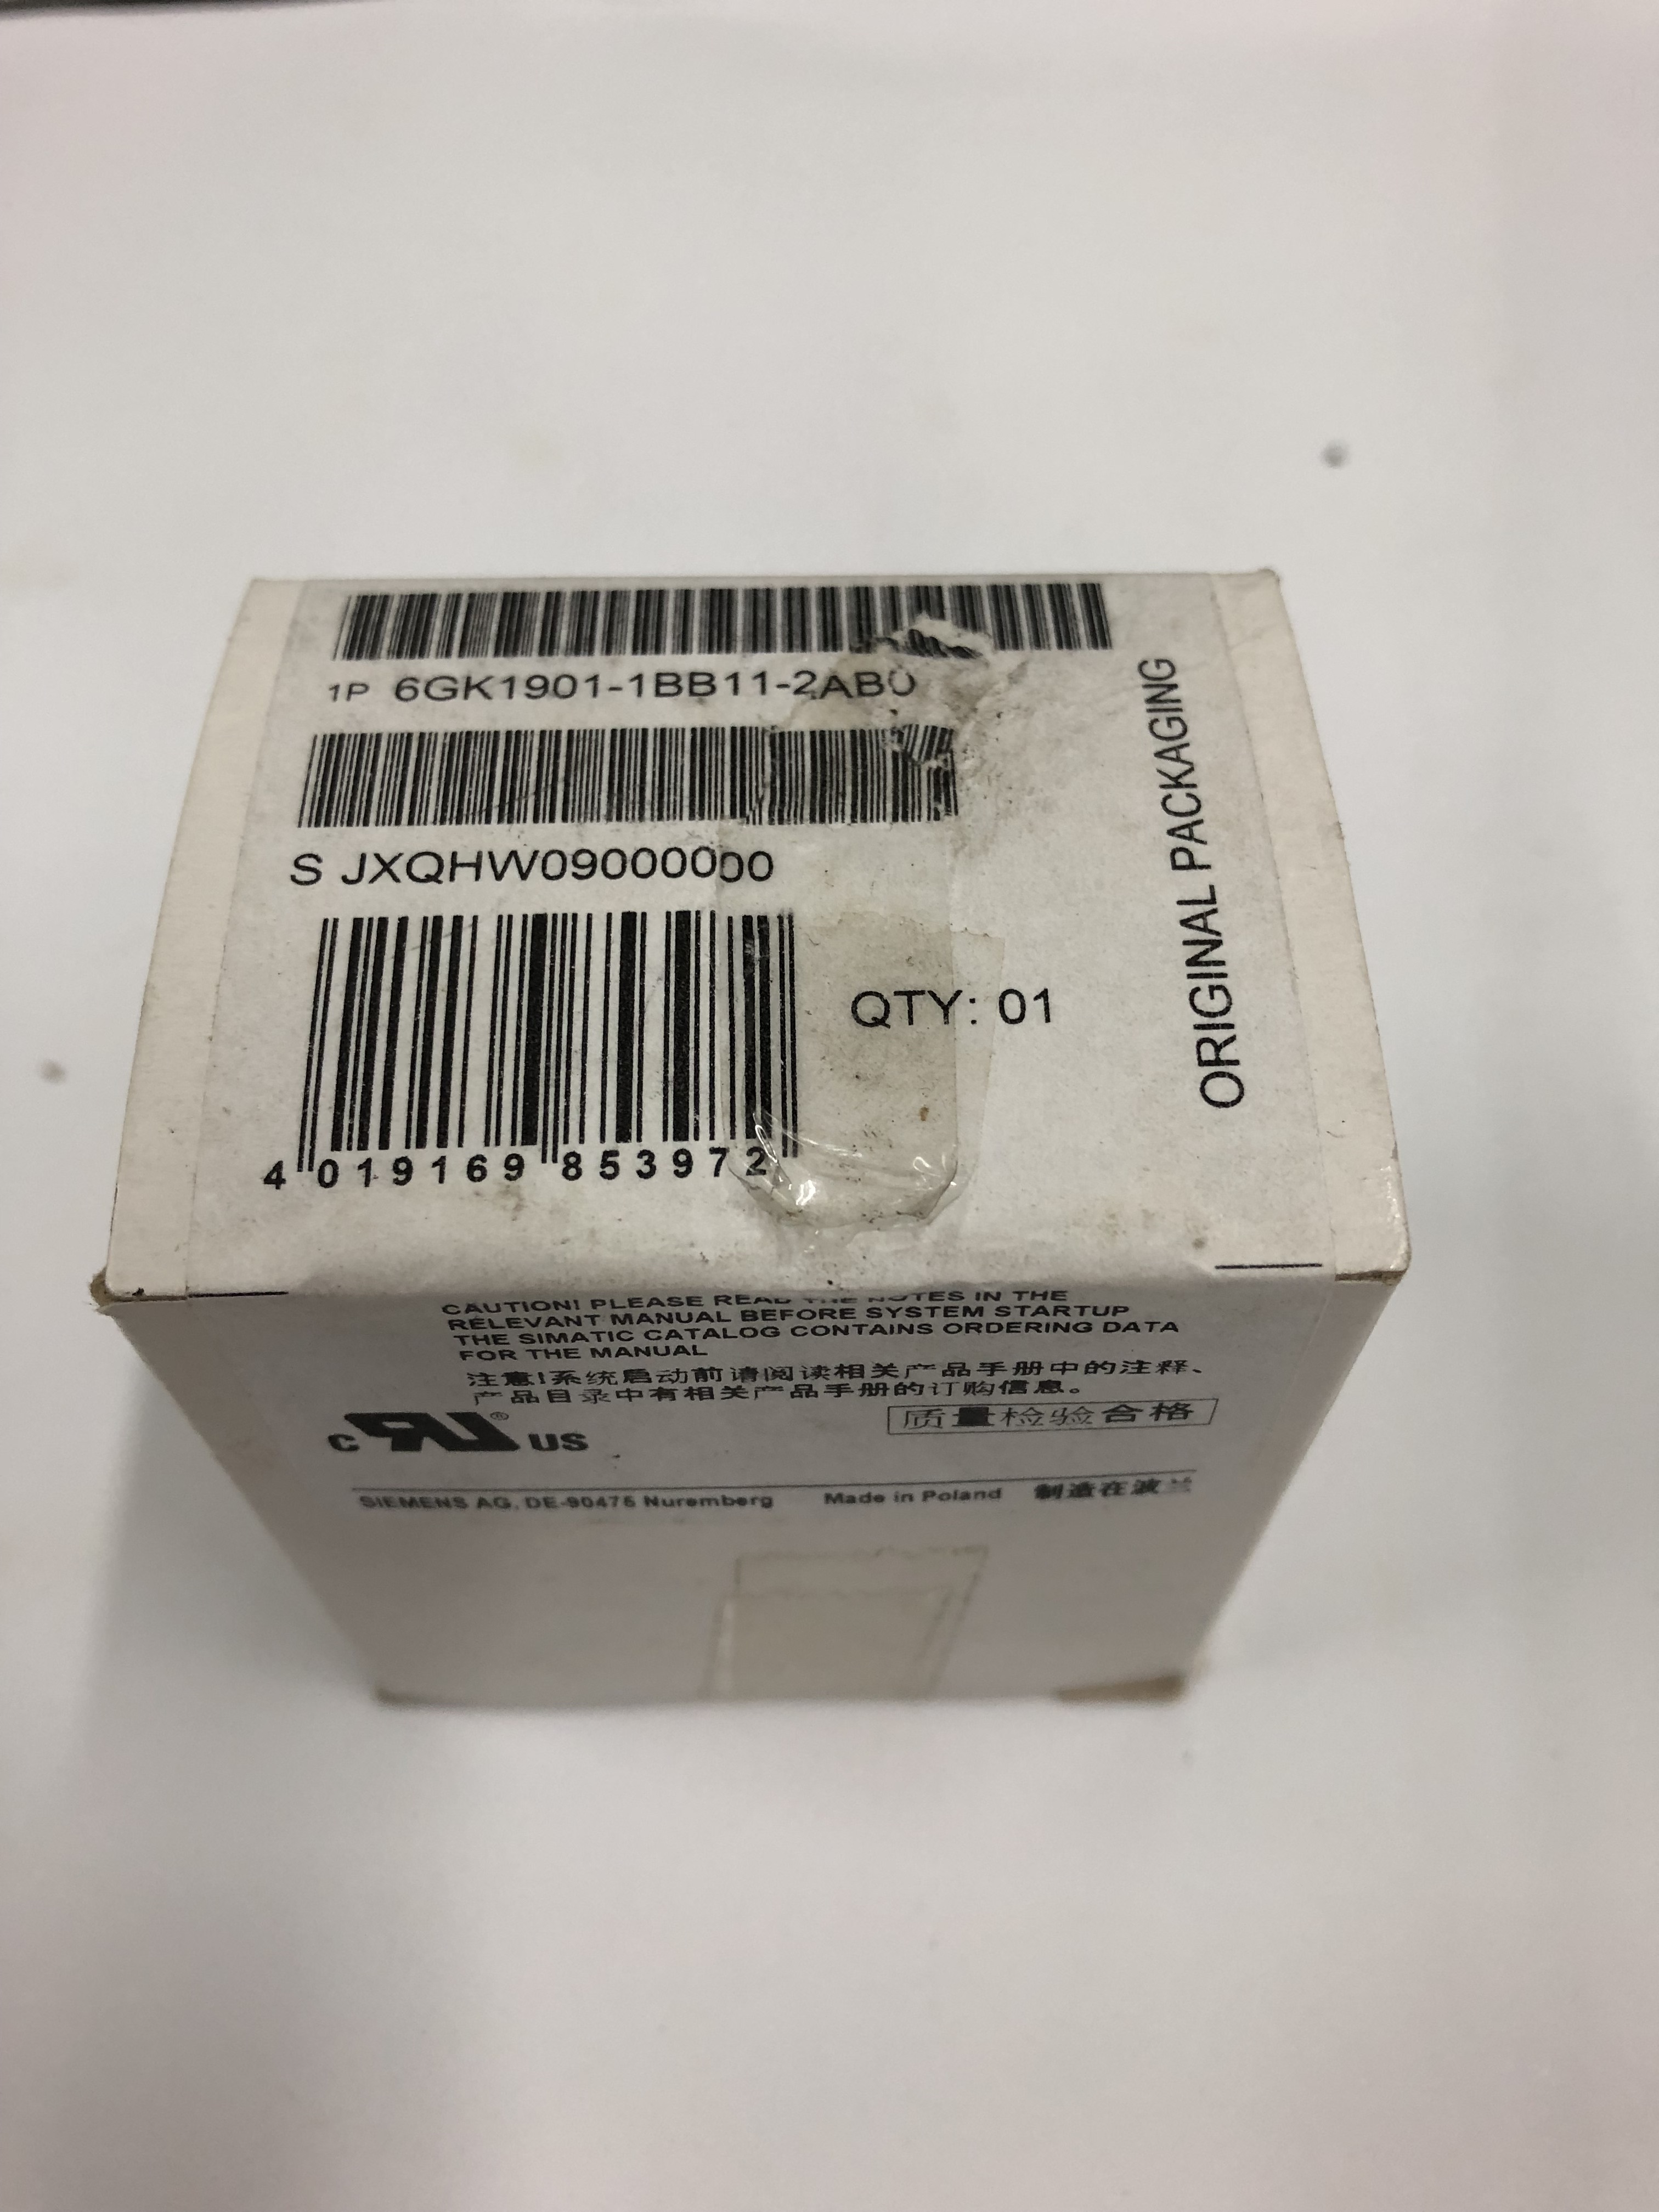 1P 6GK1901-1BB11-2AB0
S JXQHW09000000
4 019169 853972
QTY: 01
ORIGINAL PACKAGING
CAUTION! PLEASE READ THE NOTES IN THE
RELEVANT MANUAL BEFORE SYSTEM STARTUP
THE SIMATIC CATALOG CONTAINS ORDERING DATA
FOR THE MANUAL
注意!系统启动前请阅读相关产品手册中的注释、
产品目录中有相关产品手册的订购信息。
质量检验合格
c RU ® US
SIEMENS AG, DE-90475 Nuremberg Made in Poland 制造在波兰